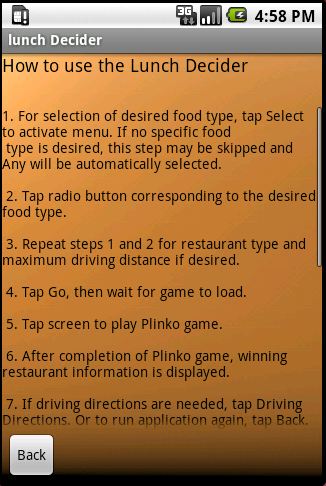 3G 4:58 PM
lunch Decider
How to use the Lunch Decider
1. For selection of desired food type, tap Select
to activate menu. If no specific food
type is desired, this step may be skipped and
Any will be automatically selected.
2. Tap radio button corresponding to the desired
food type.
3. Repeat steps 1 and 2 for restaurant type and
maximum driving distance if desired.
4. Tap Go, then wait for game to load.
5. Tap screen to play Plinko game.
6. After completion of Plinko game, winning
restaurant information is displayed.
7. If driving directions are needed, tap Driving
Directions. Or to run application again, tap Back.
Back